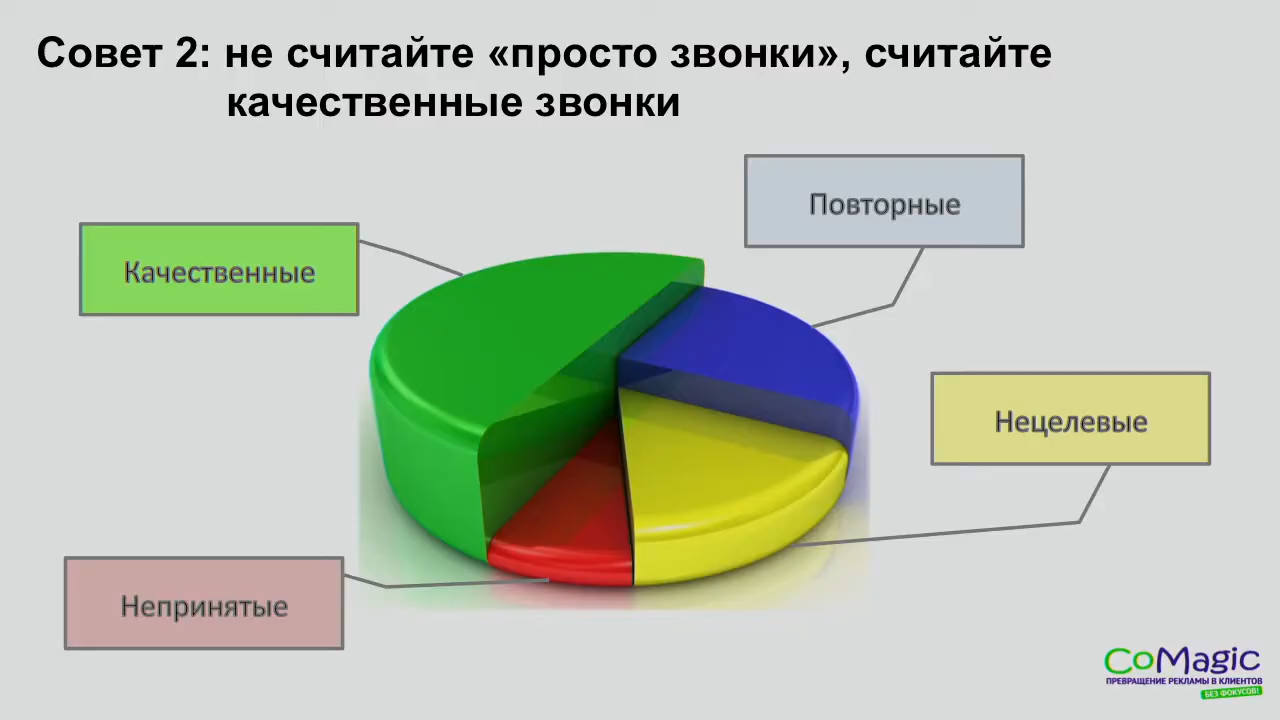 Совет 2: не считайте «просто звонки», считайте
качественные звонки
Повторные
Качественные
Нецелевые
Непринятые
CoMagic
ПРЕВРАЩЕНИЕ РЕКЛАМЫ В КЛИЕНТОВ
БЕЗ ФОКУСОВ!